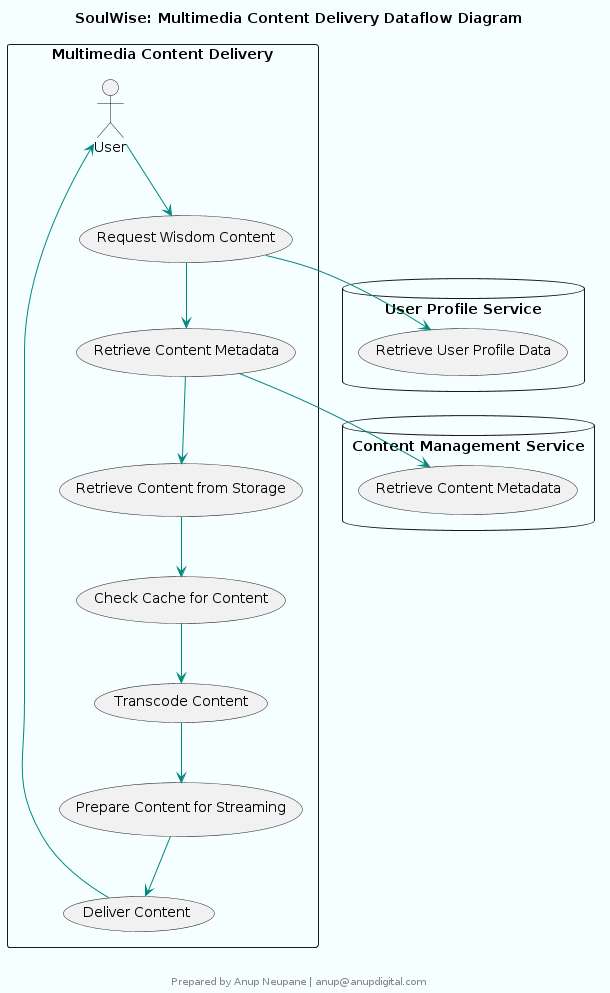 SoulWise: Multimedia Content Delivery Dataflow Diagram
Multimedia Content Delivery
User
Request Wisdom Content
User Profile Service
Retrieve Content Metadata
Retrieve User Profile Data
Content Management Service
Retrieve Content from Storage
Retrieve Content Metadata
Check Cache for Content
Transcode Content
Prepare Content for Streaming
Deliver Content
Prepared by Anup Neupane | anup@anupdigital.com